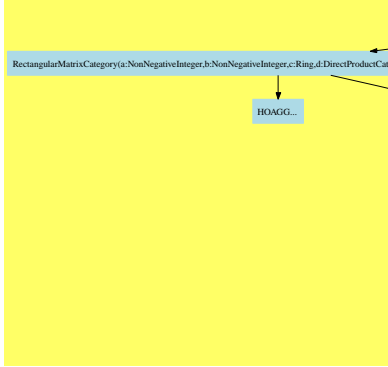 RectangularMatrixCategory(a:NonNegativeInteger,b:NonNegativeInteger,c:Ring,d:DirectProductCat
HOAGG...